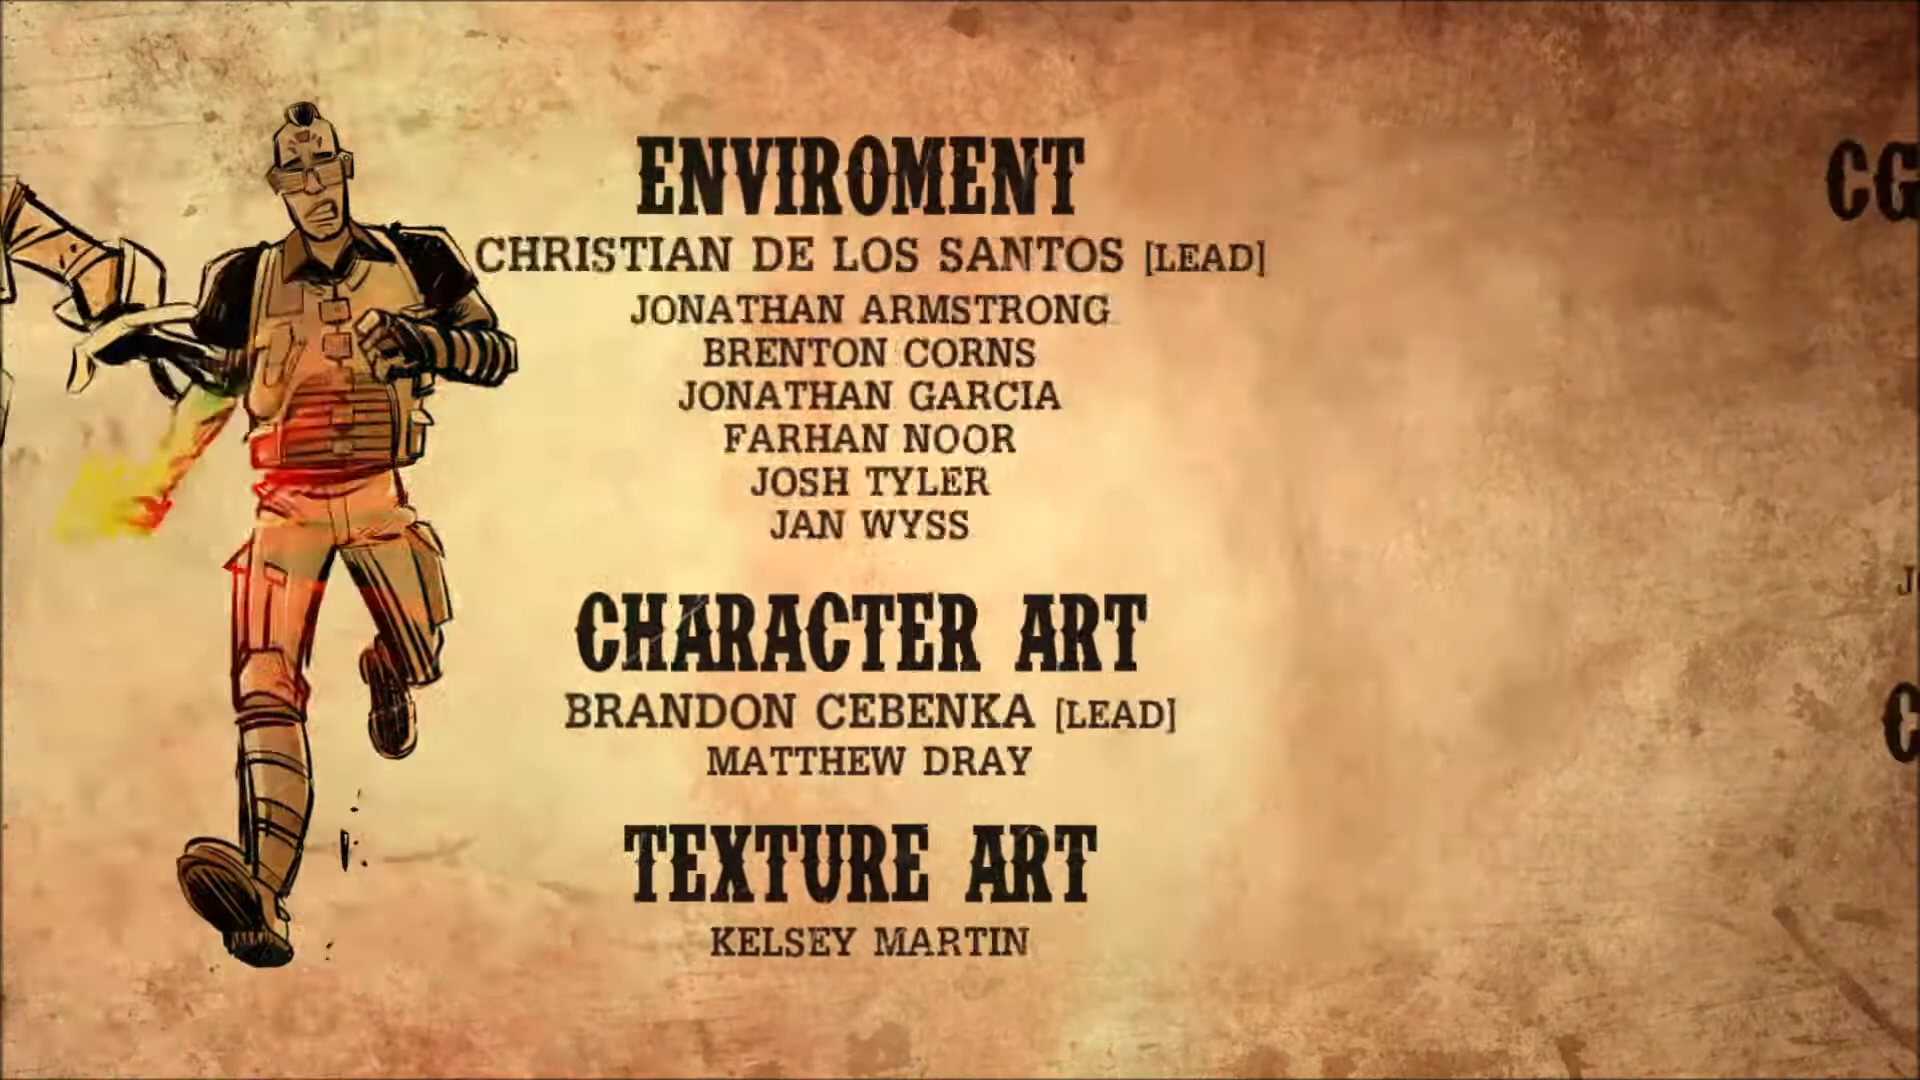 ENVIROMENT
CHRISTIAN DE LOS SANTOS [LEAD]
JONATHAN ARMSTRONG
BRENTON CORNS
JONATHAN GARCIA
FARHAN NOOR
JOSH TYLER
JAN WYSS
CHARACTER ART
BRANDON CEBENKA [LEAD]
MATTHEW DRAY
TEXTURE ART
KELSEY MARTIN
CG